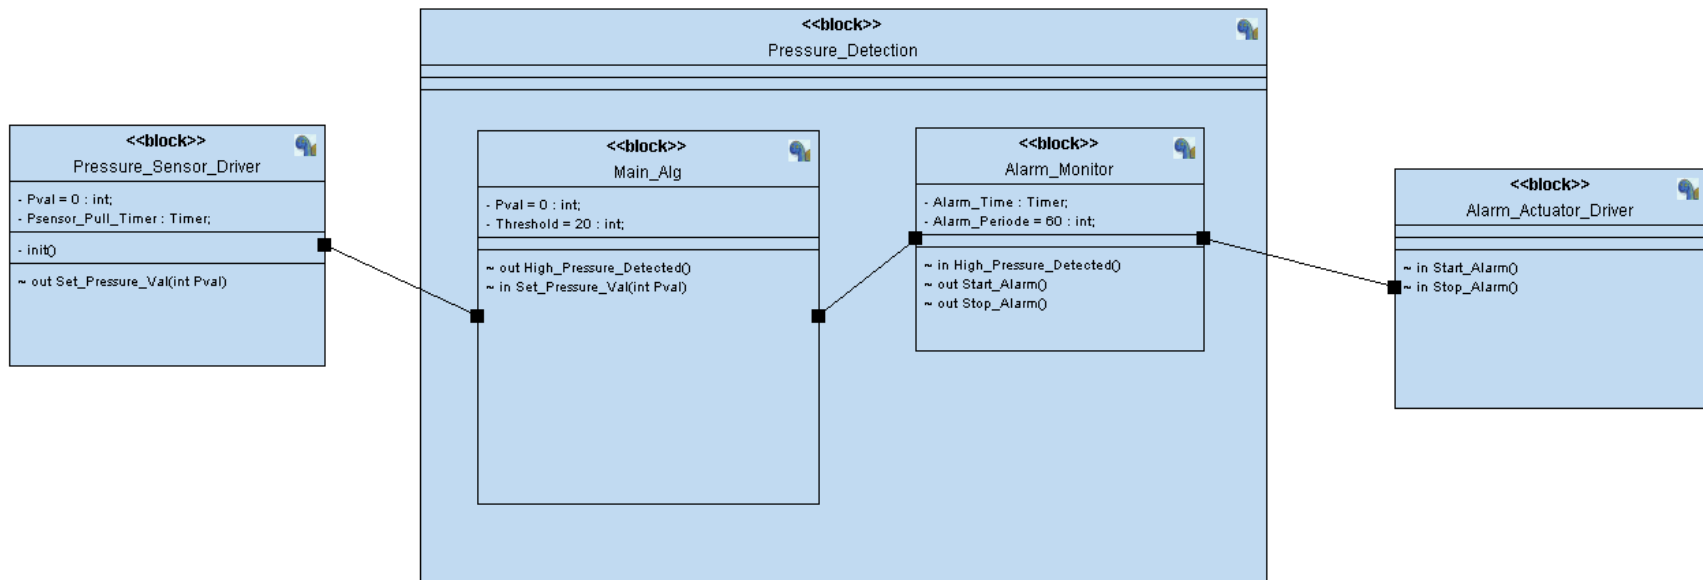 <<block>>
Pressure_Detection
<<block>>
Pressure_Sensor_Driver
- Pval = 0 : int;
- Psensor_Pull_Timer : Timer;
- init()
~ out Set_Pressure_Val(int Pval)
<<block>>
Main_Alg
- Pval = 0 : int;
- Threshold = 20 : int;
~ out High_Pressure_Detected()
~ in Set_Pressure_Val(int Pval)
<<block>>
Alarm_Monitor
- Alarm_Time : Timer;
- Alarm_Periode = 60 : int;
~ in High_Pressure_Detected()
~ out Start_Alarm()
~ out Stop_Alarm()
<<block>>
Alarm_Actuator_Driver
~ in Start_Alarm()
~ in Stop_Alarm()